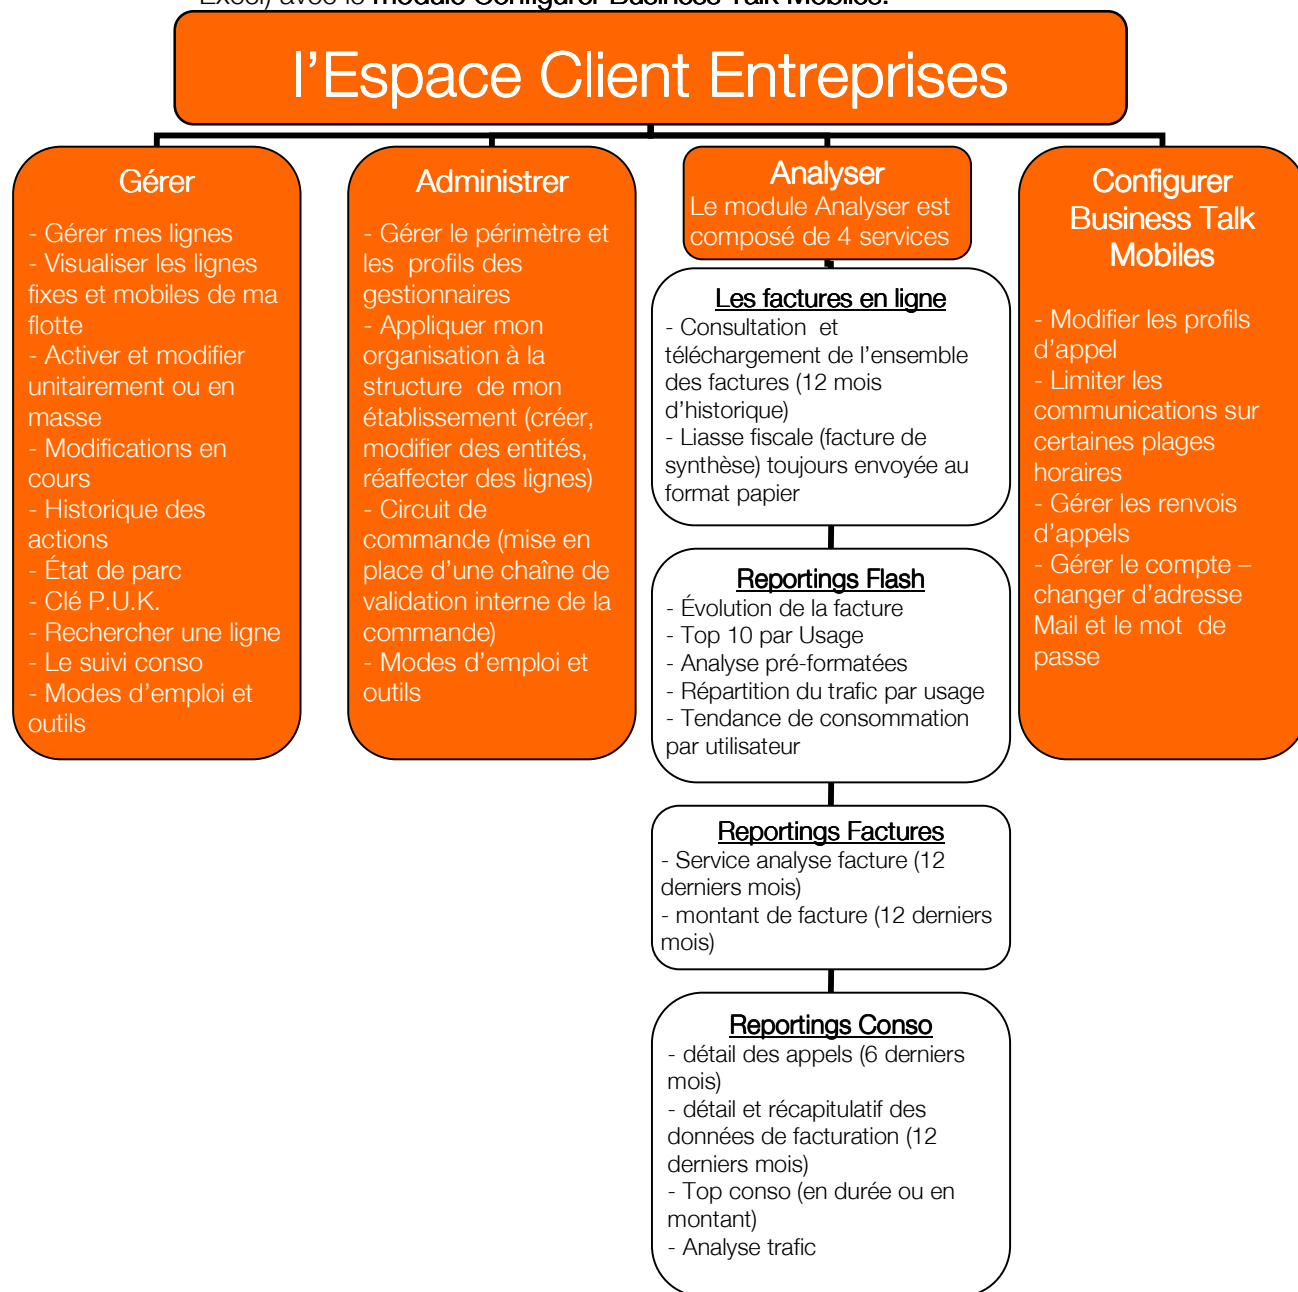 Excel) avec le module Configurer Business Talk Mobiles.
l’Espace Client Entreprises
Gérer
- Gérer mes lignes
- Visualiser les lignes
fixes et mobiles de ma
flotte
- Activer et modifier
unitairement ou en
masse
- Modifications en
cours
- Historique des
actions
- État de parc
- Clé P.U.K.
- Rechercher une ligne
- Le suivi conso
- Modes d’emploi et
outils
Administrer
- Gérer le périmètre et
les profils des
gestionnaires
- Appliquer mon
organisation à la
structure de mon
établissement (créer,
modifier des entités,
réaffecter des lignes)
- Circuit de
commande (mise en
place d’une chaîne de
validation interne de la
commande)
- Modes d’emploi et
outils
Analyser
Le module Analyser est
composé de 4 services
Les factures en ligne
- Consultation et
téléchargement de l’ensemble
des factures (12 mois
d’historique)
- Liasse fiscale (facture de
synthèse) toujours envoyée au
format papier
Reportings Flash
- Évolution de la facture
- Top 10 par Usage
- Analyse pré-formatées
- Répartition du trafic par usage
- Tendance de consommation
par utilisateur
Reportings Factures
- Service analyse facture (12
derniers mois)
- montant de facture (12 derniers
mois)
Reportings Conso
- détail des appels (6 derniers
mois)
- détail et récapitulatif des
données de facturation (12
derniers mois)
- Top conso (en durée ou en
montant)
- Analyse trafic
Configurer
Business Talk
Mobiles
- Modifier les profils
d’appel
- Limiter les
communications sur
certaines plages
horaires
- Gérer les renvois
d’appels
- Gérer le compte –
changer d’adresse
Mail et le mot de
passe